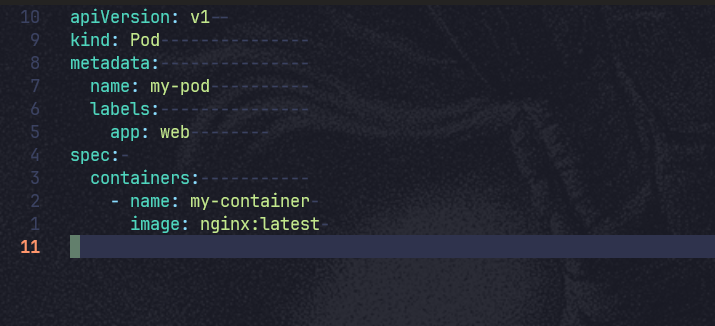 10 apiVersion: v1
9 kind: Pod
8 metadata:
7   name: my-pod
6   labels:
5     app: web
4 spec:
3   containers:
2     - name: my-container
1       image: nginx:latest
11